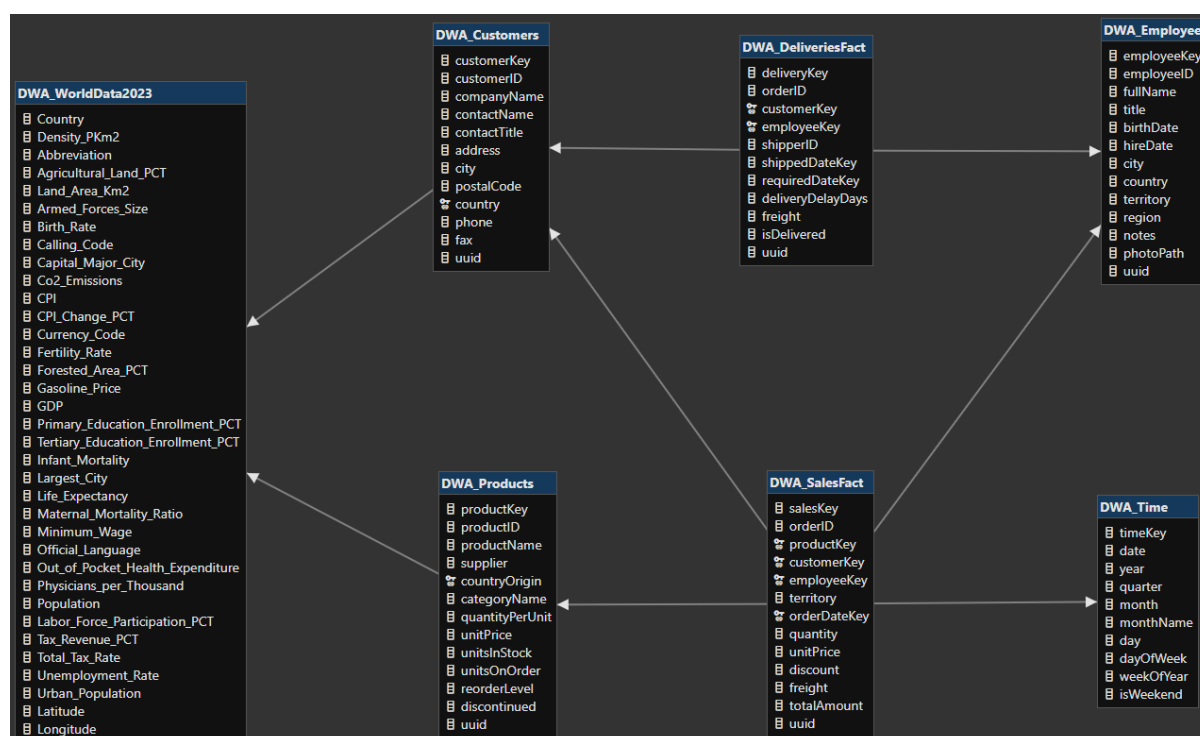 DWA_WorldData2023
Country
Density_PKm2
Abbreviation
Agricultural_Land_PCT
Land_Area_Km2
Armed_Forces_Size
Birth_Rate
Calling_Code
Capital_Major_City
Co2_Emissions
CPI
CPI_Change_PCT
Currency_Code
Fertility_Rate
Forested_Area_PCT
Gasoline_Price
GDP
Primary_Education_Enrollment_PCT
Tertiary_Education_Enrollment_PCT
Infant_Mortality
Largest_City
Life_Expectancy
Maternal_Mortality_Ratio
Minimum_Wage
Official_Language
Out_of_Pocket_Health_Expenditure
Physicians_per_Thousand
Population
Labor_Force_Participation_PCT
Tax_Revenue_PCT
Total_Tax_Rate
Unemployment_Rate
Urban_Population
Latitude
Longitude
DWA_Customers
customerKey
customerID
companyName
contactName
contactTitle
address
city
postalCode
country
phone
fax
uuid
DWA_DeliveriesFact
deliveryKey
orderID
customerKey
employeeKey
shipperID
shippedDateKey
requiredDateKey
deliveryDelayDays
freight
isDelivered
uuid
DWA_Employee
employeeKey
employeeID
fullName
title
birthDate
hireDate
city
country
territory
region
notes
photoPath
uuid
DWA_Products
productKey
productID
productName
supplier
countryOrigin
categoryName
quantityPerUnit
unitPrice
unitsInStock
unitsOnOrder
reorderLevel
discontinued
uuid
DWA_SalesFact
salesKey
orderID
productKey
customerKey
employeeKey
territory
orderDateKey
quantity
unitPrice
discount
freight
totalAmount
uuid
DWA_Time
timeKey
date
year
quarter
month
monthName
day
dayOfWeek
weekOfYear
isWeekend